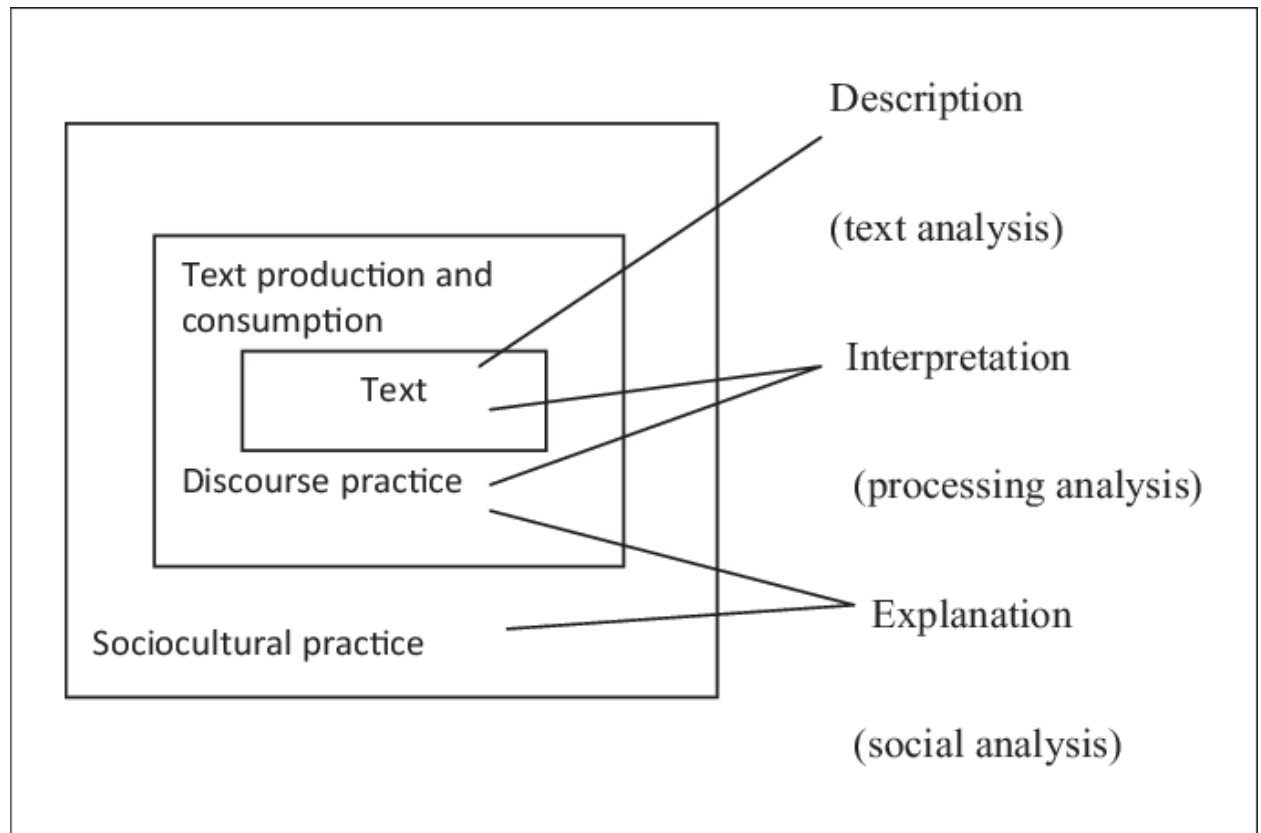 Description
(text analysis)
Text production and
consumption
Interpretation
Text
Discourse practice
(processing analysis)
Explanation
Sociocultural practice
(social analysis)